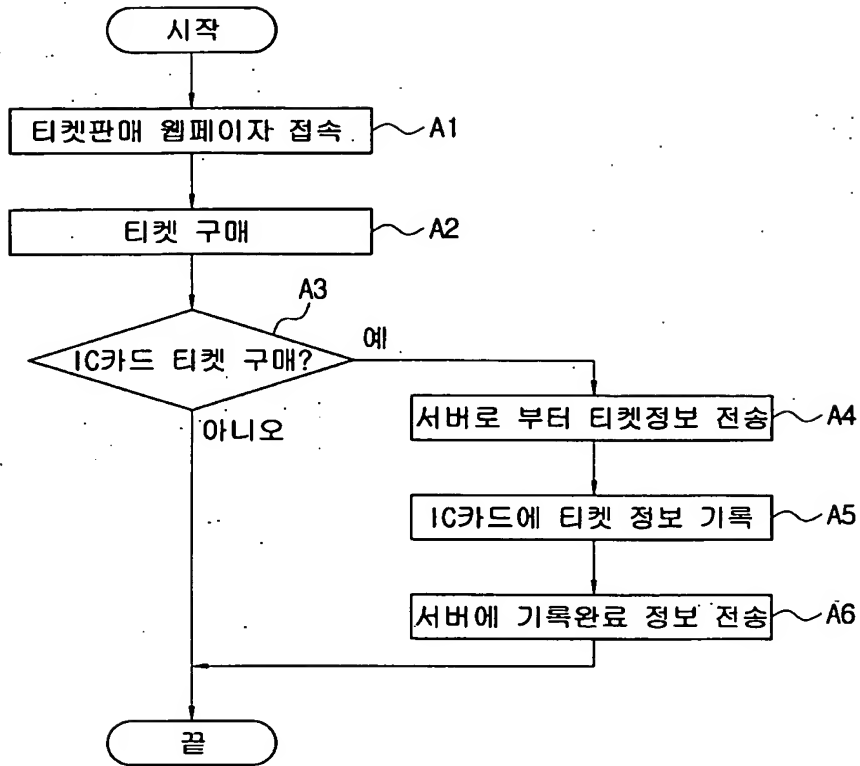 시작
티켓판매 웹페이자 접속
A1
티켓 구매
A2
A3
IC카드 티켓 구매?
예
아니오
서버로 부터 티켓정보 전송
A4
IC카드에 티켓 정보 기록
A5
서버에 기록완료 정보 전송
A6
끝